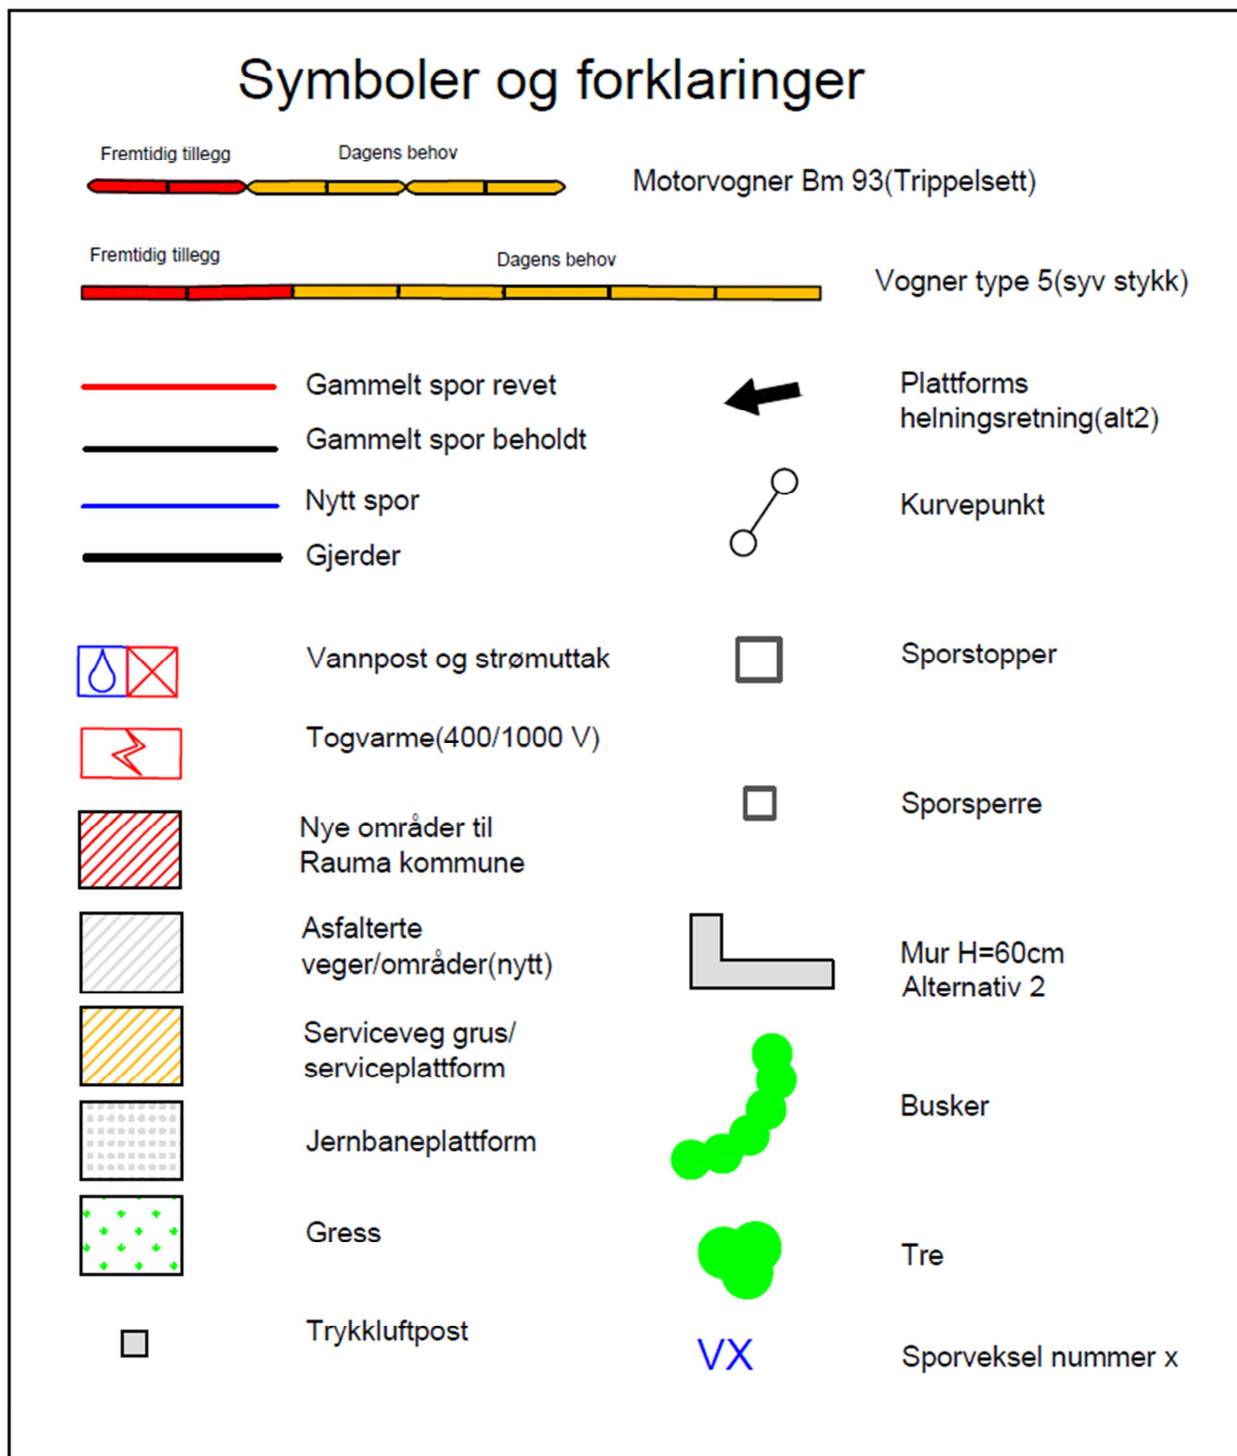 Symboler og forklaringer
Fremtidig tillegg
Dagens behov
Motorvogner Bm 93(Trippelsett)
Fremtidig tillegg
Dagens behov
Vogner type 5(syv stykk)
Gammelt spor revet
Gammelt spor beholdt
Nytt spor
Gjerder
Vannpost og strømuttak
Togvarme(400/1000 V)
Nye områder til
Rauma kommune
Asfalterte
veger/områder(nytt)
Serviceveg grus/
serviceplattform
Jernbaneplattform
Gress
Trykkluftpost
Plattforms
helningsretning(alt2)
Kurvepunkt
Sporstopper
Sporsperre
Mur H=60cm
Alternativ 2
Busker
Tre
VX
Sporveksel nummer x